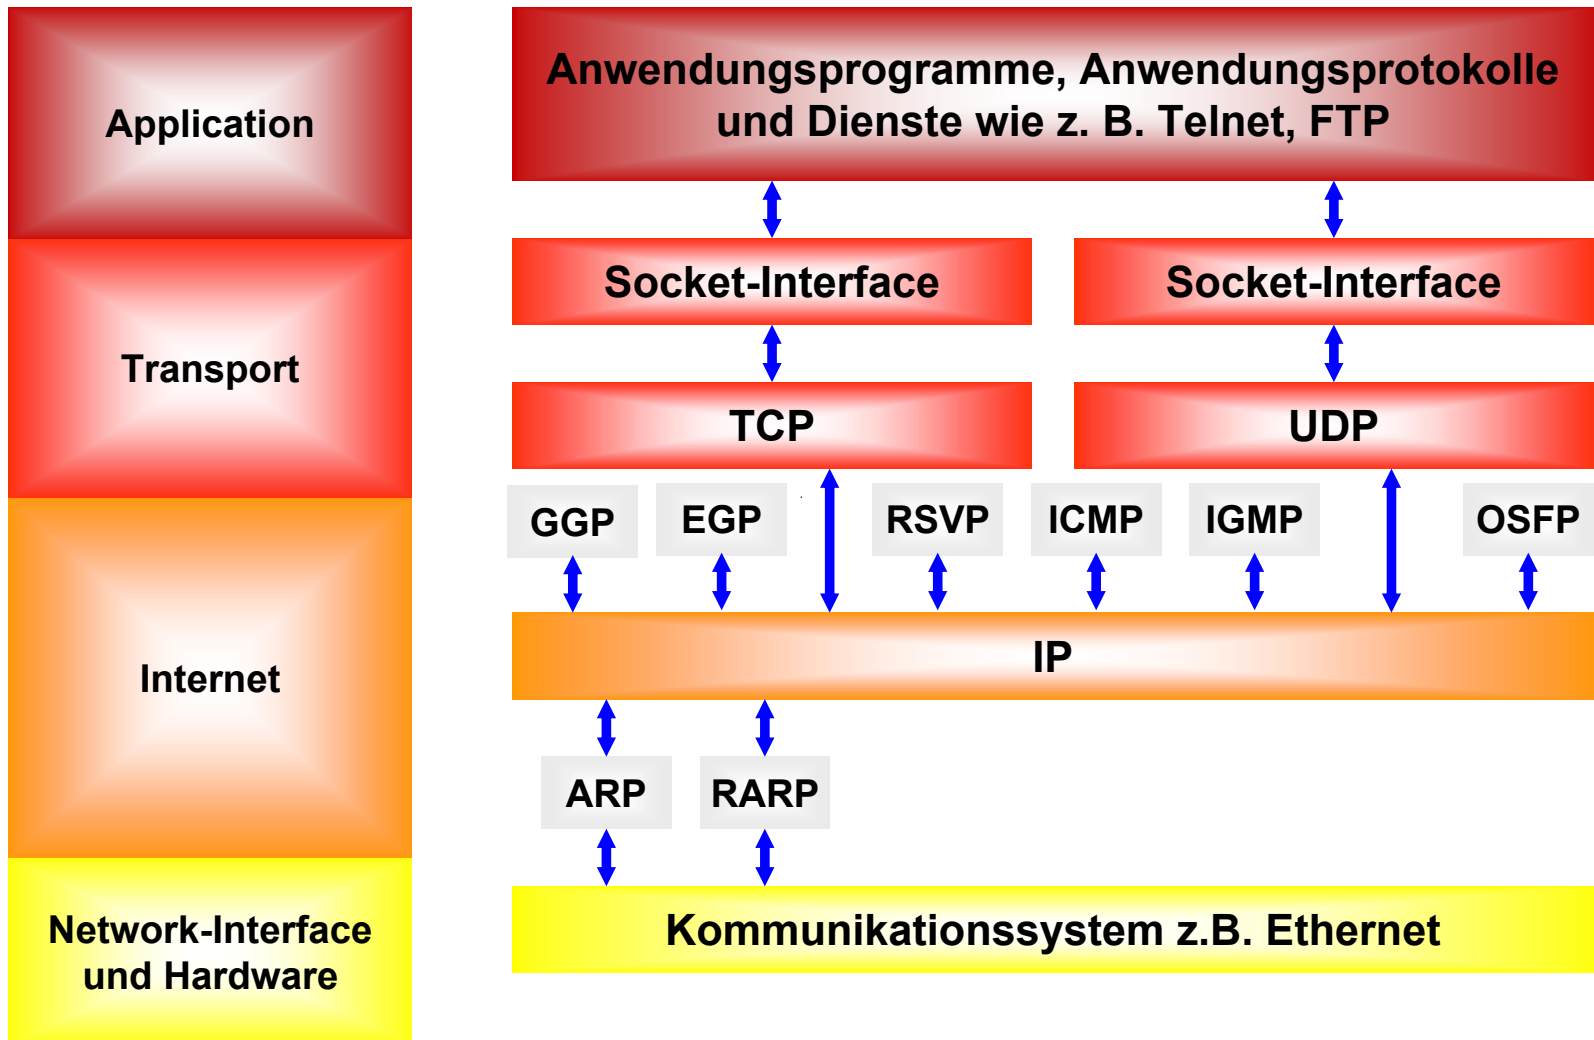 Application
Anwendungsprogramme, Anwendungsprotokolle
und Dienste wie z. B. Telnet, FTP
Transport
Socket-Interface
Socket-Interface
TCP
UDP
Internet
GGP
EGP
RSVP
ICMP
IGMP
OSFP
IP
ARP
RARP
Network-Interface
und Hardware
Kommunikationssystem z.B. Ethernet